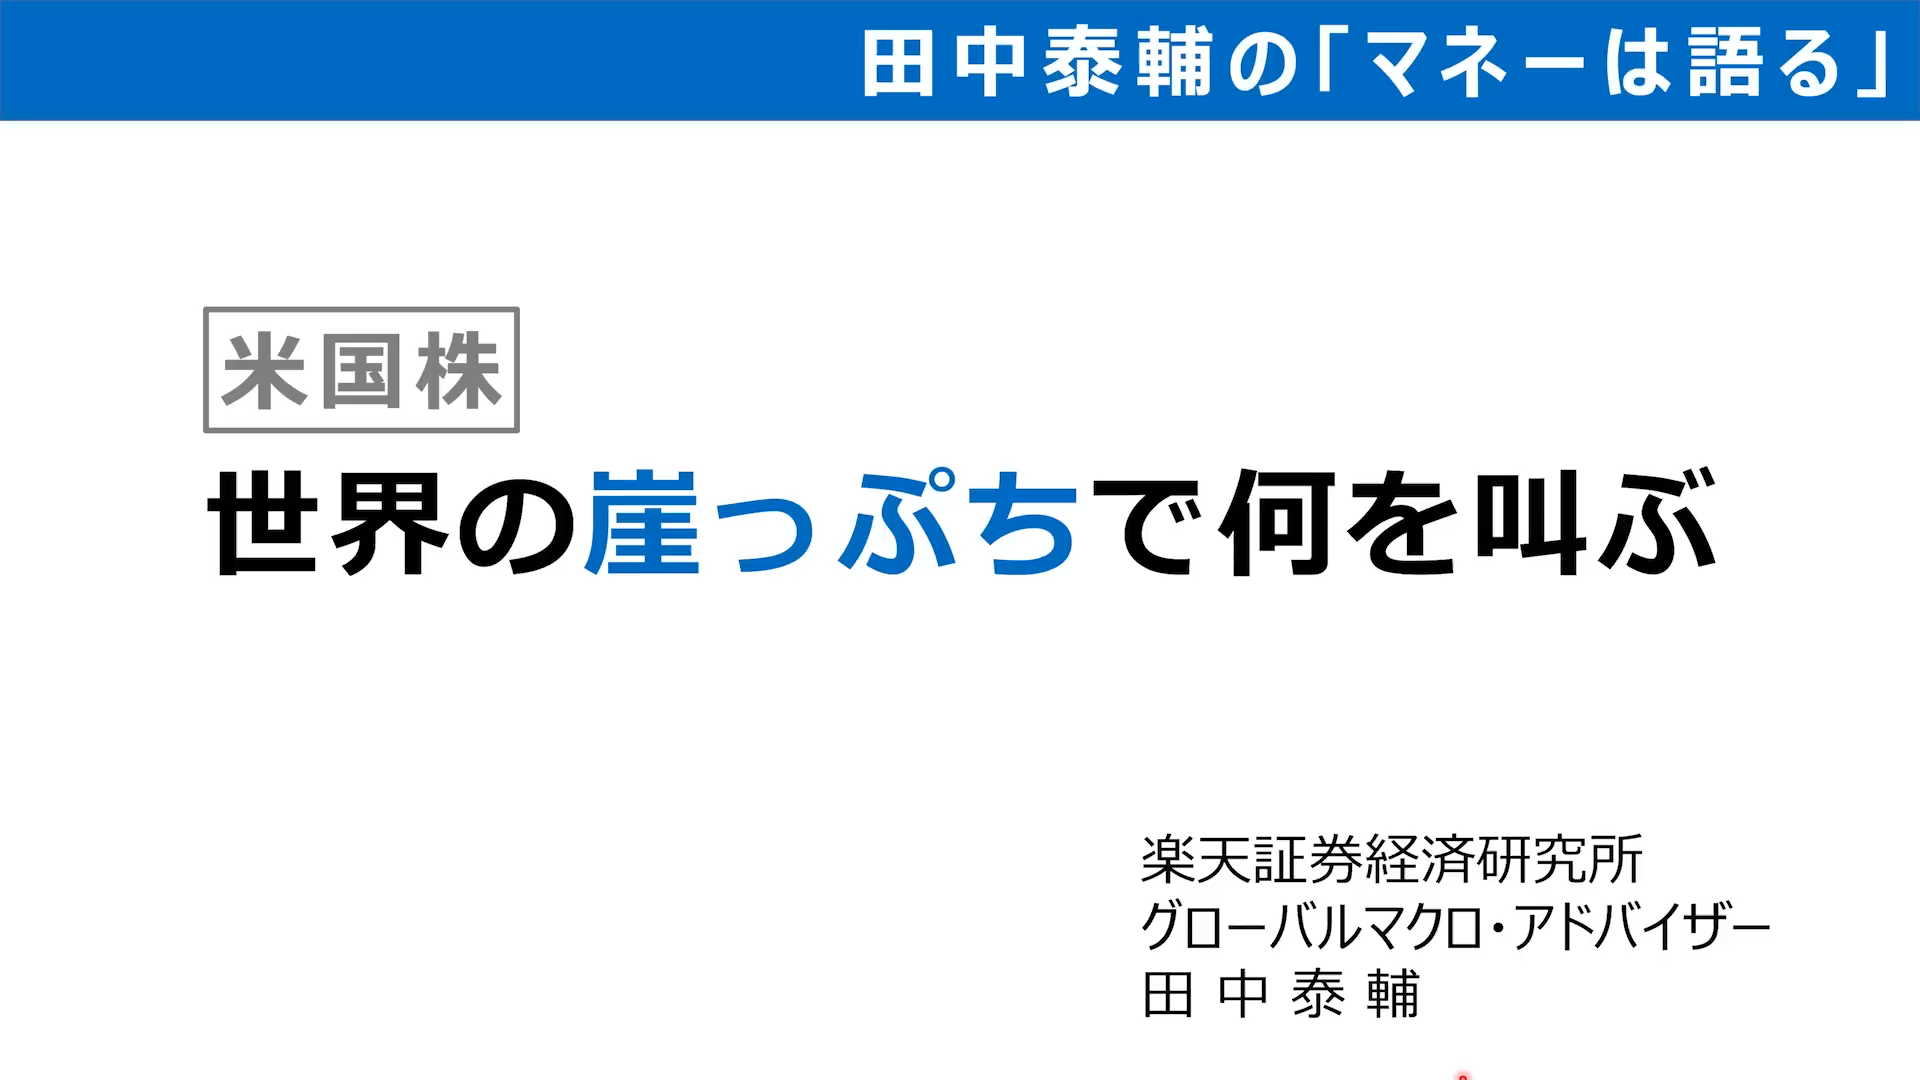 田中泰輔の「マネーは語る」
米国株
世界の崖っぷちで何を叫ぶ
楽天証券経済研究所
グローバルマクロ・アドバイザー
田中泰輔